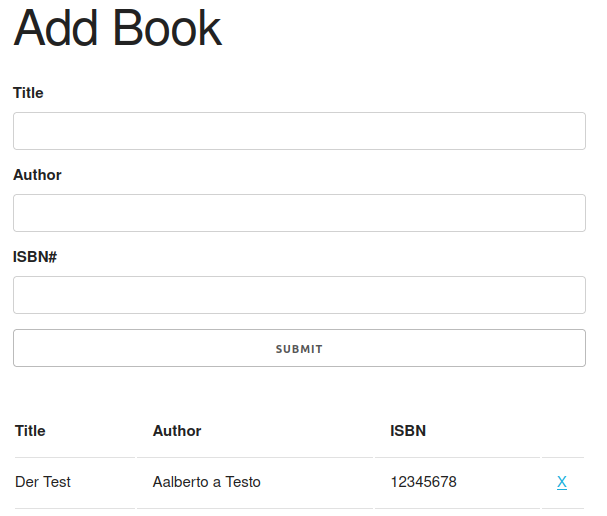 Add Book
Title
Author
ISBN#
SUBMIT
Title Author ISBN
Der Test Aalberto a Testo 12345678 X